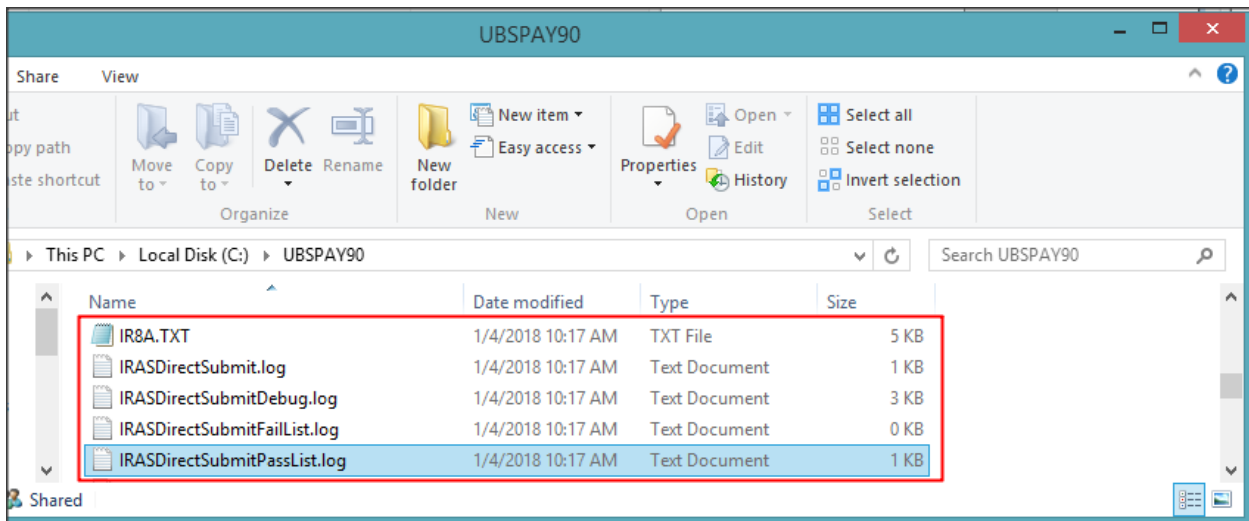 UBSPAY90
Share View
New item
Open
Select all
Easy access
Edit
Select none
Move to
Copy to
Delete
Rename
New folder
Properties
History
Invert selection
shortcut
path
Organize New Open Select
This PC Local Disk (C:) UBSPAY90 Search UBSPAY90
Name Date modified Type Size
IR8A.TXT 1/4/2018 10:17 AM TXT File 5 KB
IRASDirectSubmit.log 1/4/2018 10:17 AM Text Document 1 KB
IRASDirectSubmitDebug.log 1/4/2018 10:17 AM Text Document 3 KB
IRASDirectSubmitFailList.log 1/4/2018 10:17 AM Text Document 0 KB
IRASDirectSubmitPassList.log 1/4/2018 10:17 AM Text Document 1 KB
Shared